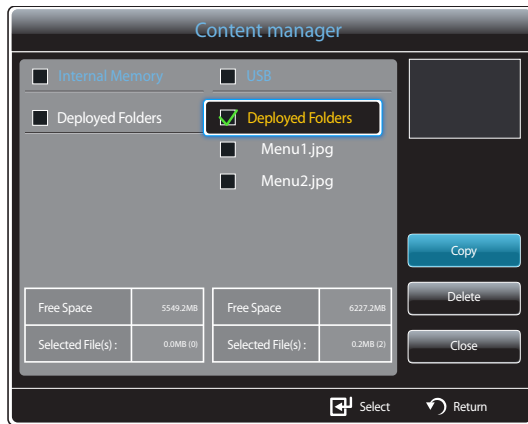 Content manager
Internal Memory
USB
Deployed Folders
Deployed Folders
Menu1.jpg
Menu2.jpg
Copy
Free Space 5549.2MB
Free Space 6227.2MB
Delete
Selected File(s) : 0.0MB (0)
Selected File(s) : 0.2MB (2)
Close
Select
Return